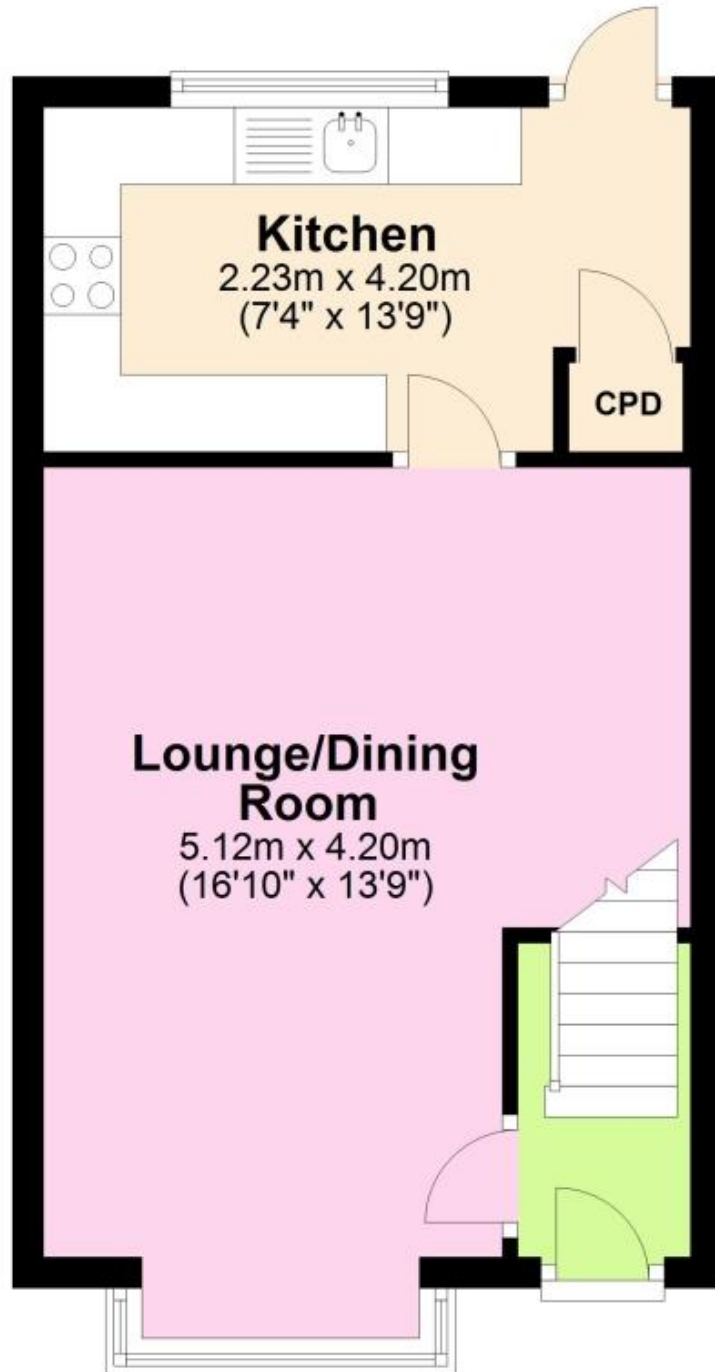 Kitchen
2.23m x 4.20m
(7'4" x 13'9")
CPD
Lounge/Dining
Room
5.12m x 4.20m
(16'10" x 13'9")